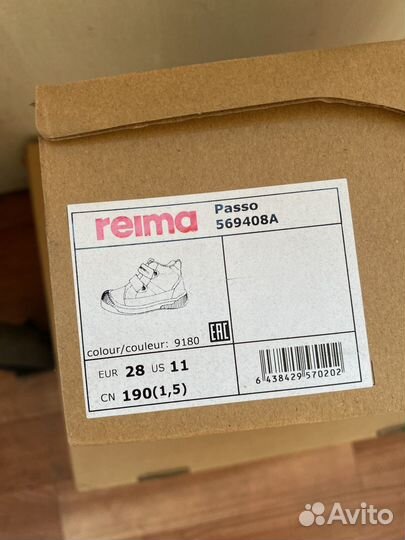 reima
Passo
569408A
colour/couleur: 9180
EAC
EUR 28 US 11
CN 190(1,5)
6 438429 570202
Avito